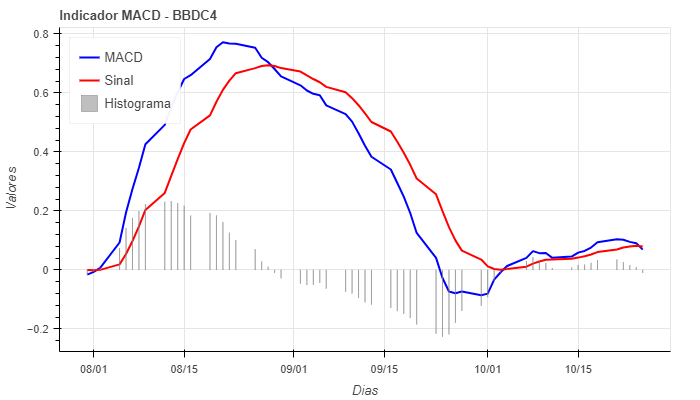 Indicador MACD - BBDC4
0.8
0.6
0.4
0.2
0
−0.2
Valores
MACD
Sinal
Histograma
08/01
08/15
09/01
09/15
10/01
10/15
Dias